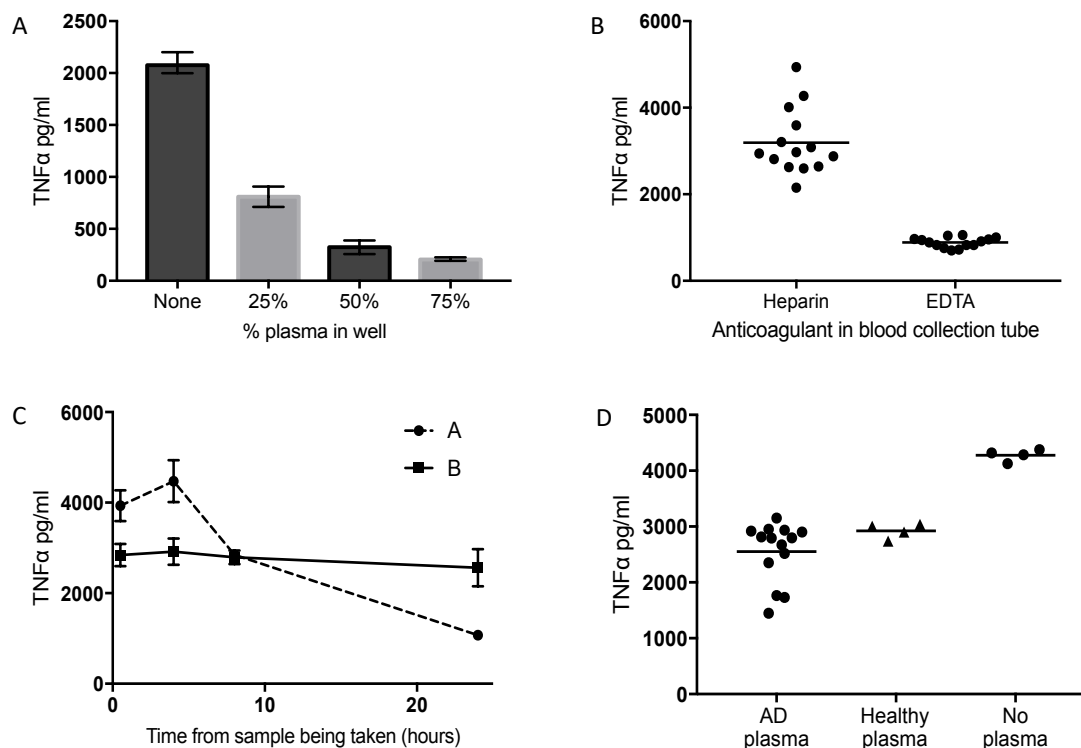 A
TNFα pg/ml
2500
2000
1500
1000
500
0
None 25% 50% 75%
% plasma in well
B
TNFα pg/ml
6000
4000
2000
0
Heparin EDTA
Anticoagulant in blood collection tube
C
TNFα pg/ml
6000
4000
2000
0
A
B
0 10 20
Time from sample being taken (hours)
D
TNFα pg/ml
5000
4000
3000
2000
1000
0
AD Healthy No
plasma plasma plasma